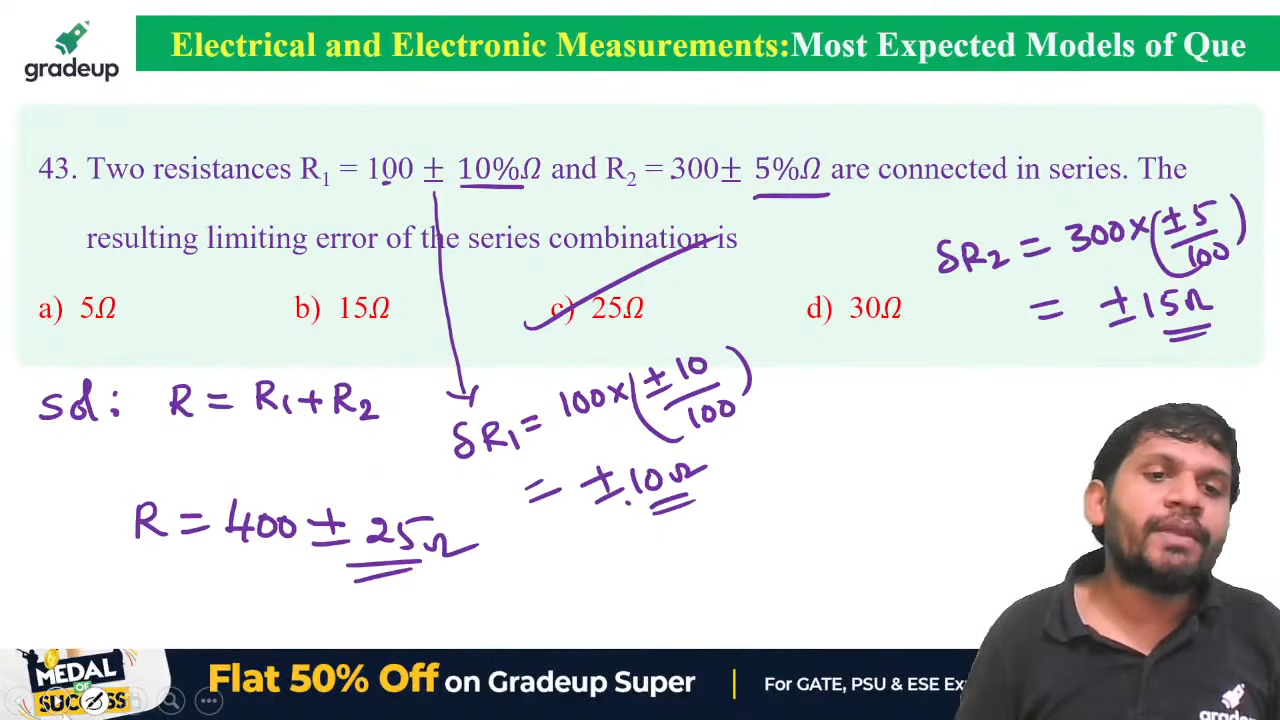 gradeup
Electrical and Electronic Measurements:Most Expected Models of Que
43. Two resistances R₁ = 100 ± 10%Ω and R₂ = 300± 5%Ω are connected in series. The
resulting limiting error of the series combination is
a) 5Ω b) 15Ω c) 25Ω d) 30Ω
δR₂ = 300×(±5/100)
= ±15Ω
sol: R = R₁+R₂
δR₁ = 100×(±10/100)
= ±10Ω
R = 400 ± 25Ω
MEDAL
OF
SUCCESS
Flat 50% Off on Gradeup Super
For GATE, PSU & ESE Ex
gradeu